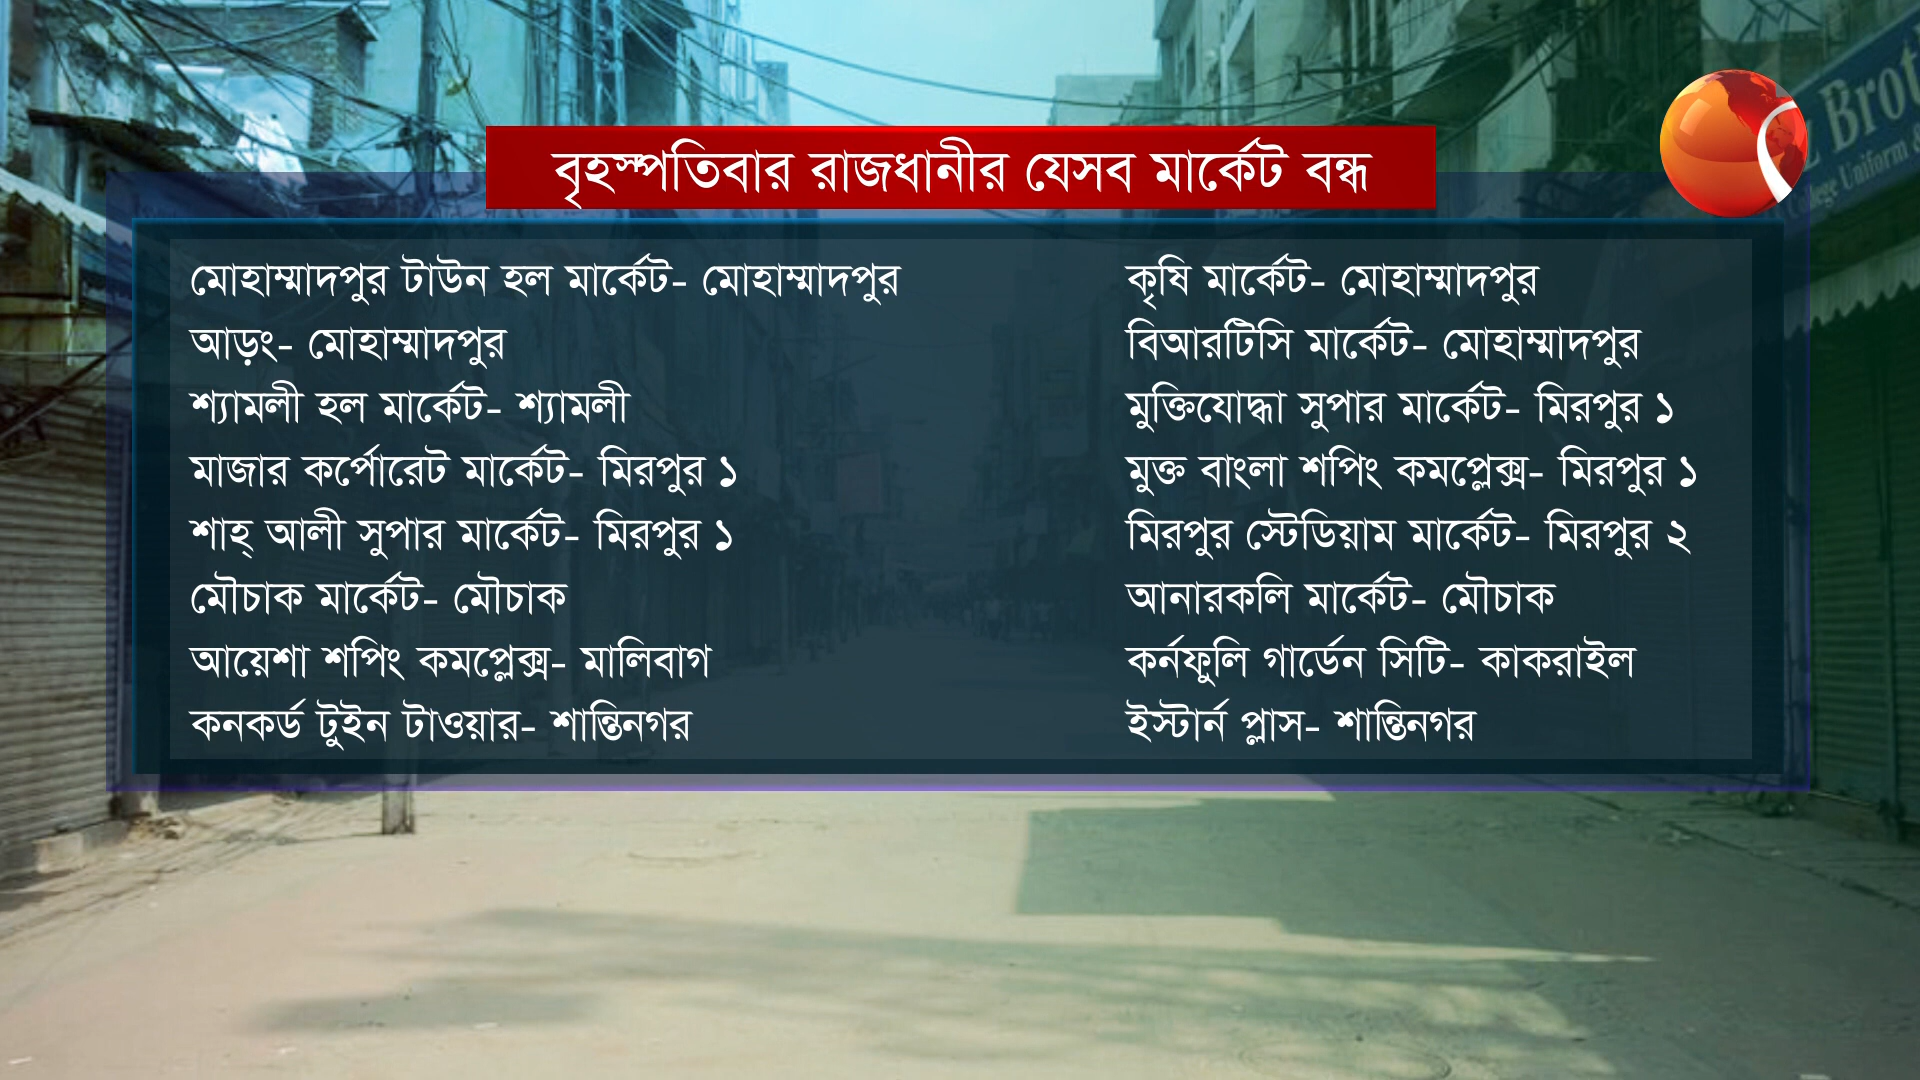 বৃহস্পতিবার রাজধানীর যেসব মার্কেট বন্ধ
মোহাম্মাদপুর টাউন হল মার্কেট- মোহাম্মাদপুর
আড়ং- মোহাম্মাদপুর
শ্যামলী হল মার্কেট- শ্যামলী
মাজার কর্পোরেট মার্কেট- মিরপুর ১
শাহ্ আলী সুপার মার্কেট- মিরপুর ১
মৌচাক মার্কেট- মৌচাক
আয়েশা শপিং কমপ্লেক্স- মালিবাগ
কনকর্ড টুইন টাওয়ার- শান্তিনগর
কৃষি মার্কেট- মোহাম্মাদপুর
বিআরটিসি মার্কেট- মোহাম্মাদপুর
মুক্তিযোদ্ধা সুপার মার্কেট- মিরপুর ১
মুক্ত বাংলা শপিং কমপ্লেক্স- মিরপুর ১
মিরপুর স্টেডিয়াম মার্কেট- মিরপুর ২
আনারকলি মার্কেট- মৌচাক
কর্নফুলি গার্ডেন সিটি- কাকরাইল
ইস্টার্ন প্লাস- শান্তিনগর
Uniform &